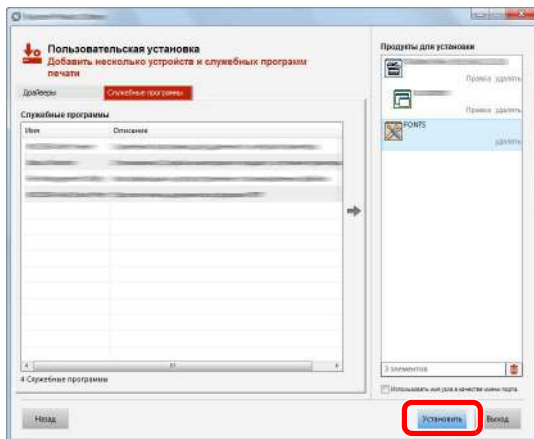 Пользовательская установка
Добавить несколько устройств и служебных программ
печати
Драйверы
Служебные программы
Служебные программы
Имя
Описание
4 Служебные программы
Продукты для установки
Правка удалить
Правка удалить
FONTS
удалить
3 элементов
Использовать имя узла в качестве имени порта
Назад
Установить
Выход